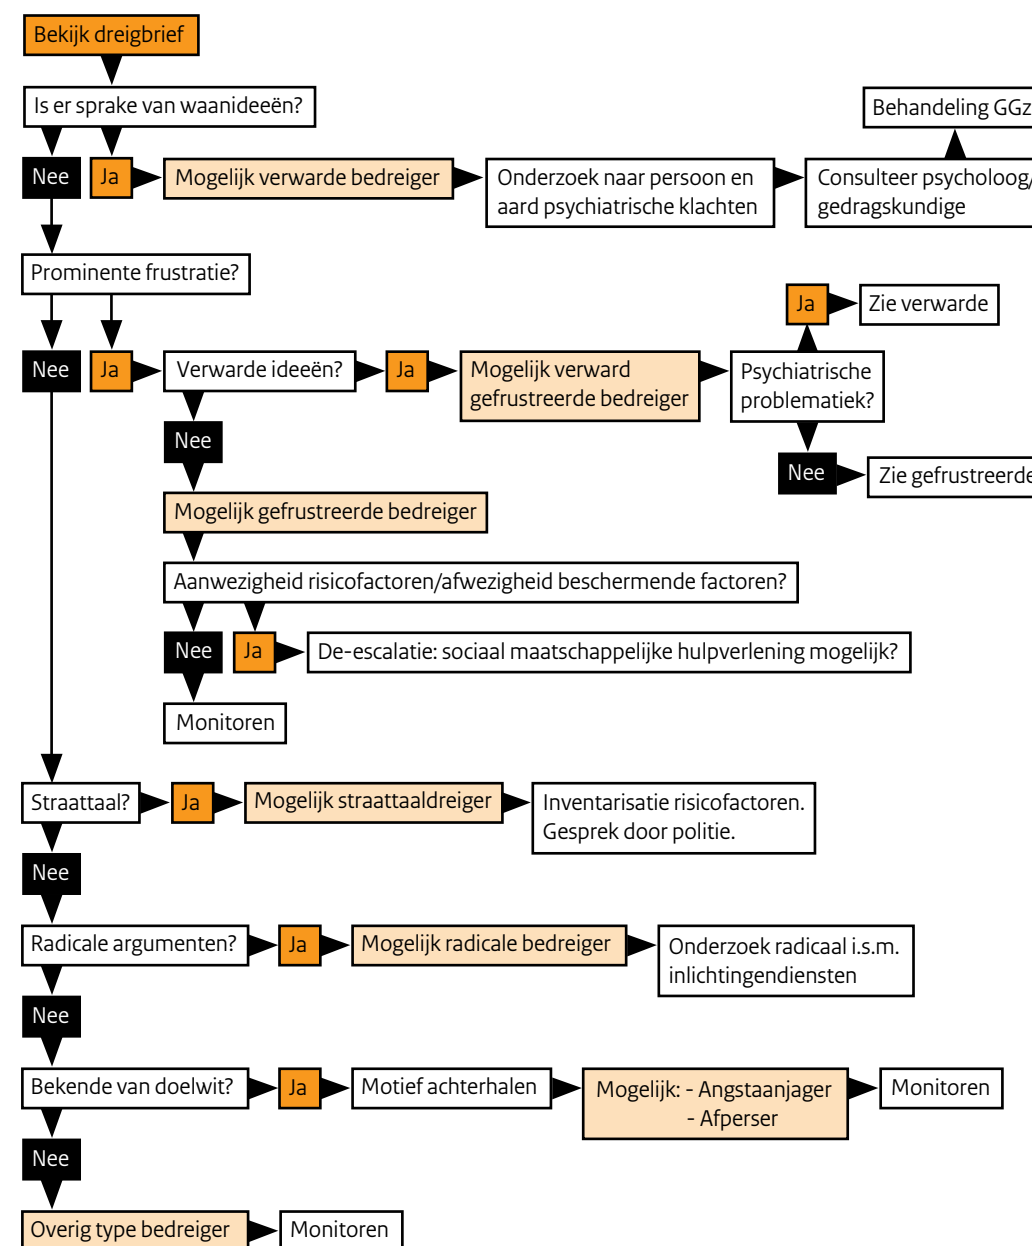 Bekijk dreigbrief
Is er sprake van waanideeën?
Behandeling GGz
Nee
Ja
Mogelijk verwarde bedreiger
Onderzoek naar persoon en
aard psychiatrische klachten
Consulteer psycholoog/
gedragskundige
Prominente frustratie?
Ja
Zie verwarde
Nee
Ja
Verwarde ideeën?
Ja
Mogelijk verward
gefrustreerde bedreiger
Psychiatrische
problematiek?
Nee
Nee
Zie gefrustreerde
Mogelijk gefrustreerde bedreiger
Aanwezigheid risicofactoren/afwezigheid beschermende factoren?
Nee
Ja
De-escalatie: sociaal maatschappelijke hulpverlening mogelijk?
Monitoren
Straattaal?
Ja
Mogelijk straattaaldreiger
Inventarisatie risicofactoren.
Gesprek door politie.
Nee
Radicale argumenten?
Ja
Mogelijk radicale bedreiger
Onderzoek radicaal i.s.m.
inlichtingendiensten
Nee
Bekende van doelwit?
Ja
Motief achterhalen
Mogelijk: - Angstaanjager
- Afperser
Monitoren
Nee
Overig type bedreiger
Monitoren